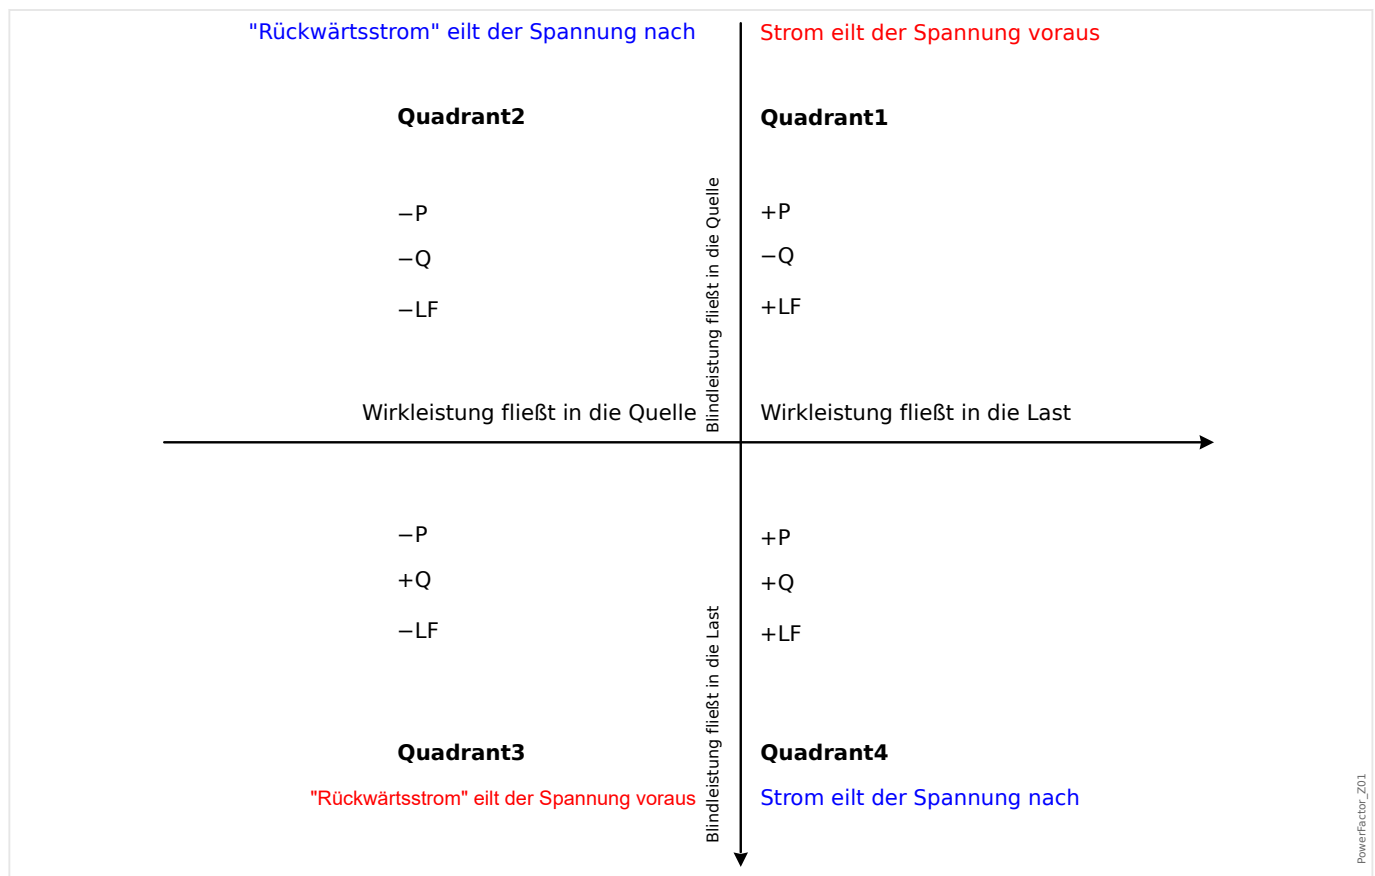 "Rückwärtsstrom" eilt der Spannung nach
Strom eilt der Spannung voraus
Quadrant2
Quadrant1
−P
−Q
−LF
+P
−Q
+LF
Blindleistung fließt in die Quelle
Wirkleistung fließt in die Quelle
Wirkleistung fließt in die Last
−P
+Q
−LF
+P
+Q
+LF
Blindleistung fließt in die Last
Quadrant3
Quadrant4
"Rückwärtsstrom" eilt der Spannung voraus
Strom eilt der Spannung nach
PowerFactor_Z01